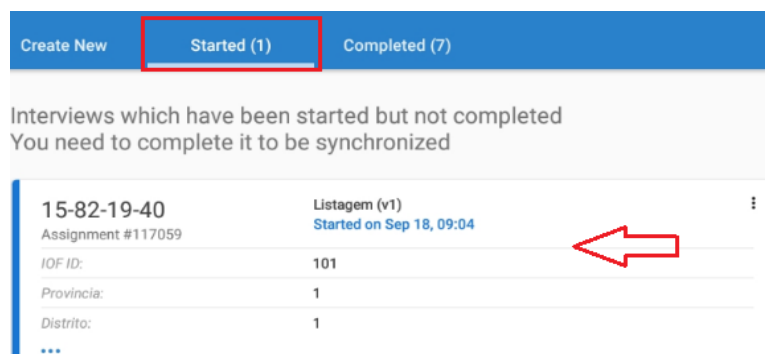 Create New Started (1) Completed (7)
Interviews which have been started but not completed
You need to complete it to be synchronized
15-82-19-40 Listagem (v1)
Assignment #117059 Started on Sep 18, 09:04
IOF ID: 101
Provincia: 1
Distrito: 1